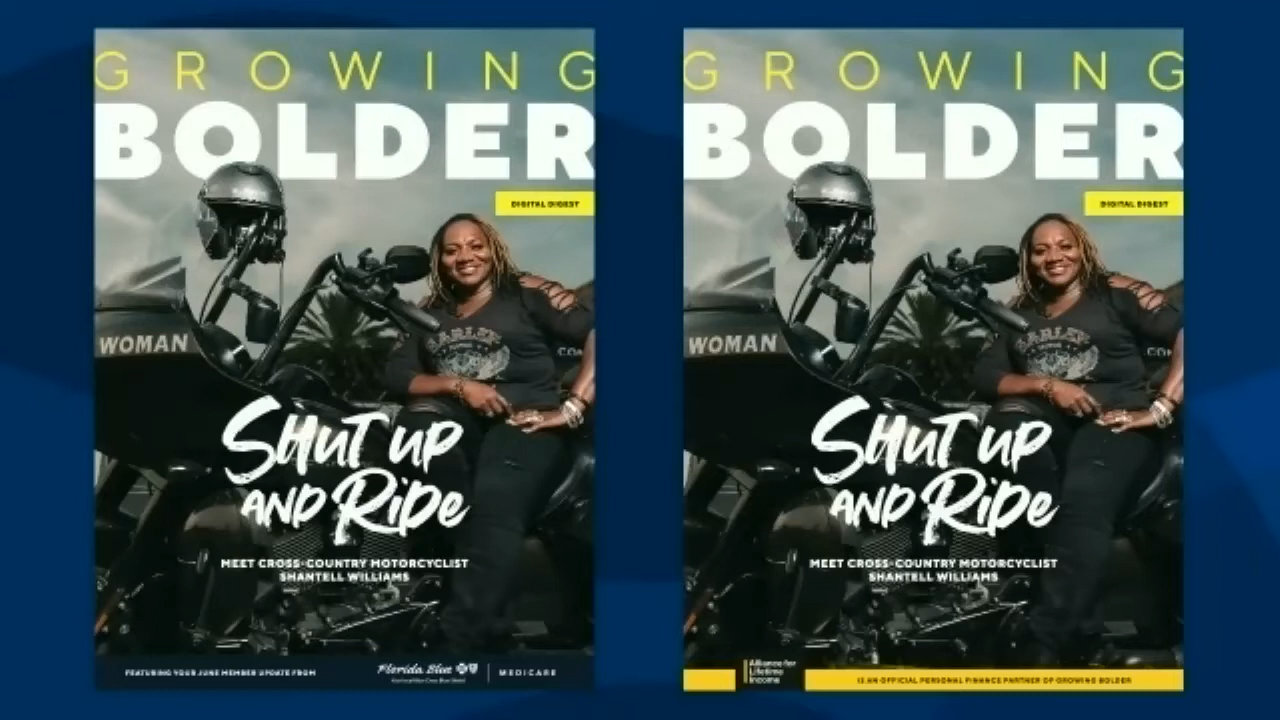 GROWING
BOLDER
DIGITAL DIGEST
WOMAN
HARLEY
SHUT UP
AND RIDE
MEET CROSS-COUNTRY MOTORCYCLIST
SHANTELL WILLIAMS
FEATURING YOUR JUNE MEMBER UPDATE FROM
Florida Blue
MEDICARE
GROWING
BOLDER
DIGITAL DIGEST
WOMAN
HARLEY
SHUT UP
AND RIDE
MEET CROSS-COUNTRY MOTORCYCLIST
SHANTELL WILLIAMS
Alliance for
Lifetime
Income
IS AN OFFICIAL PERSONAL FINANCE PARTNER OF GROWING BOLDER